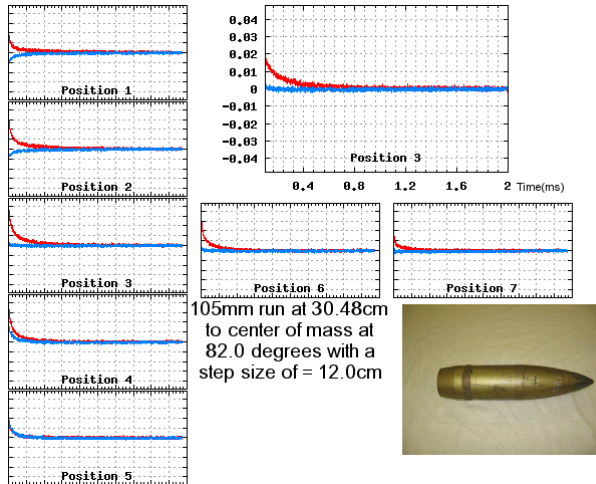 Position 1
Position 2
Position 3
Position 4
Position 5
0.04
0.03
0.02
0.01
0
-0.01
-0.02
-0.03
-0.04
Position 3
0.4 0.8 1.2 1.6 2 Time(ms)
Position 6
Position 7
105mm run at 30.48cm
to center of mass at
82.0 degrees with a
step size of = 12.0cm